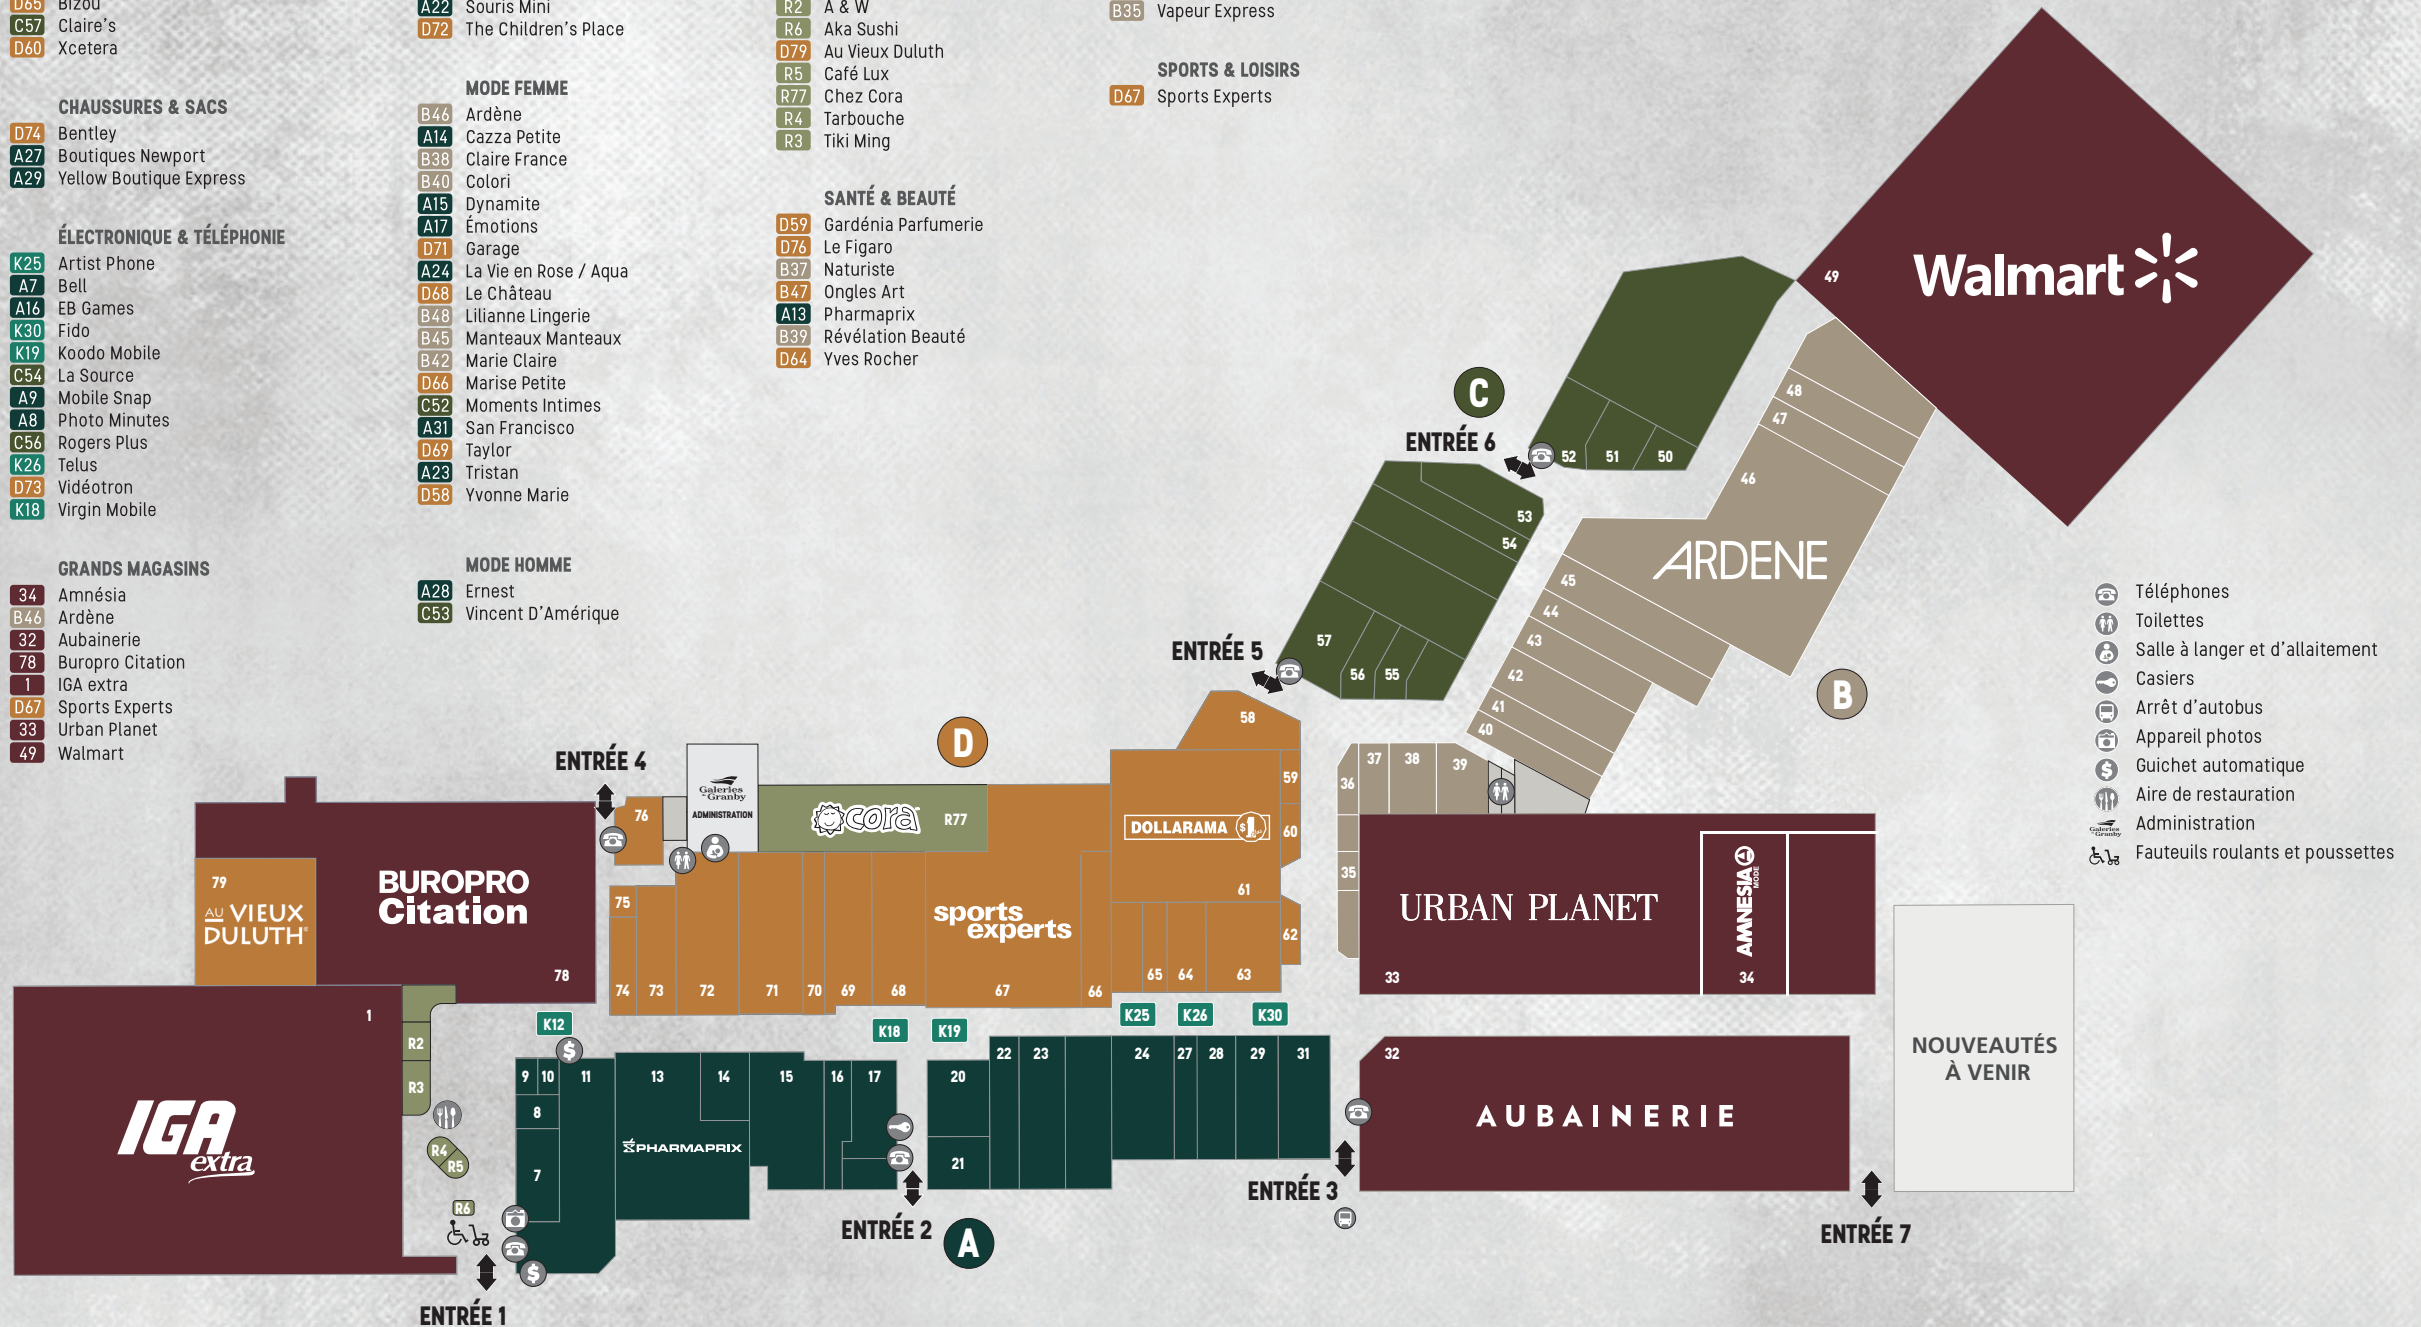 D65 Bizou
C57 Claire's
D60 Xcetera
CHAUSSURES & SACS
D74 Bentley
A27 Boutiques Newport
A29 Yellow Boutique Express
ÉLECTRONIQUE & TÉLÉPHONIE
K25 Artist Phone
A7 Bell
A16 EB Games
K30 Fido
K19 Koodo Mobile
C54 La Source
A9 Mobile Snap
A8 Photo Minutes
C56 Rogers Plus
K26 Telus
D73 Vidéotron
K18 Virgin Mobile
GRANDS MAGASINS
34 Amnésia
B46 Ardène
32 Aubainerie
78 Buropro Citation
1 IGA extra
D67 Sports Experts
33 Urban Planet
49 Walmart
A22 Souris Mini
D72 The Children's Place
MODE FEMME
B46 Ardène
A14 Cazza Petite
B38 Claire France
B40 Colori
A15 Dynamite
A17 Émotions
D71 Garage
A24 La Vie en Rose / Aqua
D68 Le Château
B48 Lilianne Lingerie
B45 Manteaux Manteaux
B42 Marie Claire
D66 Marise Petite
C52 Moments Intimes
A31 San Francisco
D69 Taylor
A23 Tristan
D58 Yvonne Marie
MODE HOMME
A28 Ernest
C53 Vincent D'Amérique
R2 A & W
R6 Aka Sushi
D79 Au Vieux Duluth
R5 Café Lux
R77 Chez Cora
R4 Tarbouche
R3 Tiki Ming
SANTÉ & BEAUTÉ
D59 Gardénia Parfumerie
D76 Le Figaro
B37 Naturiste
B47 Ongles Art
A13 Pharmaprix
B39 Révélation Beauté
D64 Yves Rocher
B35 Vapeur Express
SPORTS & LOISIRS
D67 Sports Experts
49
Walmart
48
47
46
ARDENE
45
44
43
42
41
40
B
C
ENTRÉE 6
52 51 50
53
54
57
56 55
ENTRÉE 5
58
D
ENTRÉE 4
76
Galeries de Granby
ADMINISTRATION
cora
R77
DOLLARAMA $1
59
60
61
62
36 37 38 39
35
URBAN PLANET
33
AMNESIA MODE
34
79
AU VIEUX
DULUTH
BUROPRO
Citation
78
75
74 73 72 71 70 69 68
sports
experts
67 66
65 64 63
1
IGA
extra
R2
R3
R4
R5
R6
ENTRÉE 1
$
K12
$
K18 K19
K25 K26 K30
9 10 11
8
7
13 14
PHARMAPRIX
15 16 17
20
21
22 23
24 27 28 29 31
ENTRÉE 2
A
ENTRÉE 3
32
AUBAINERIE
ENTRÉE 7
NOUVEAUTÉS
À VENIR
Téléphones
Toilettes
Salle à langer et d'allaitement
Casiers
Arrêt d'autobus
Appareil photos
$ Guichet automatique
Aire de restauration
Galeries de Granby Administration
Fauteuils roulants et poussettes